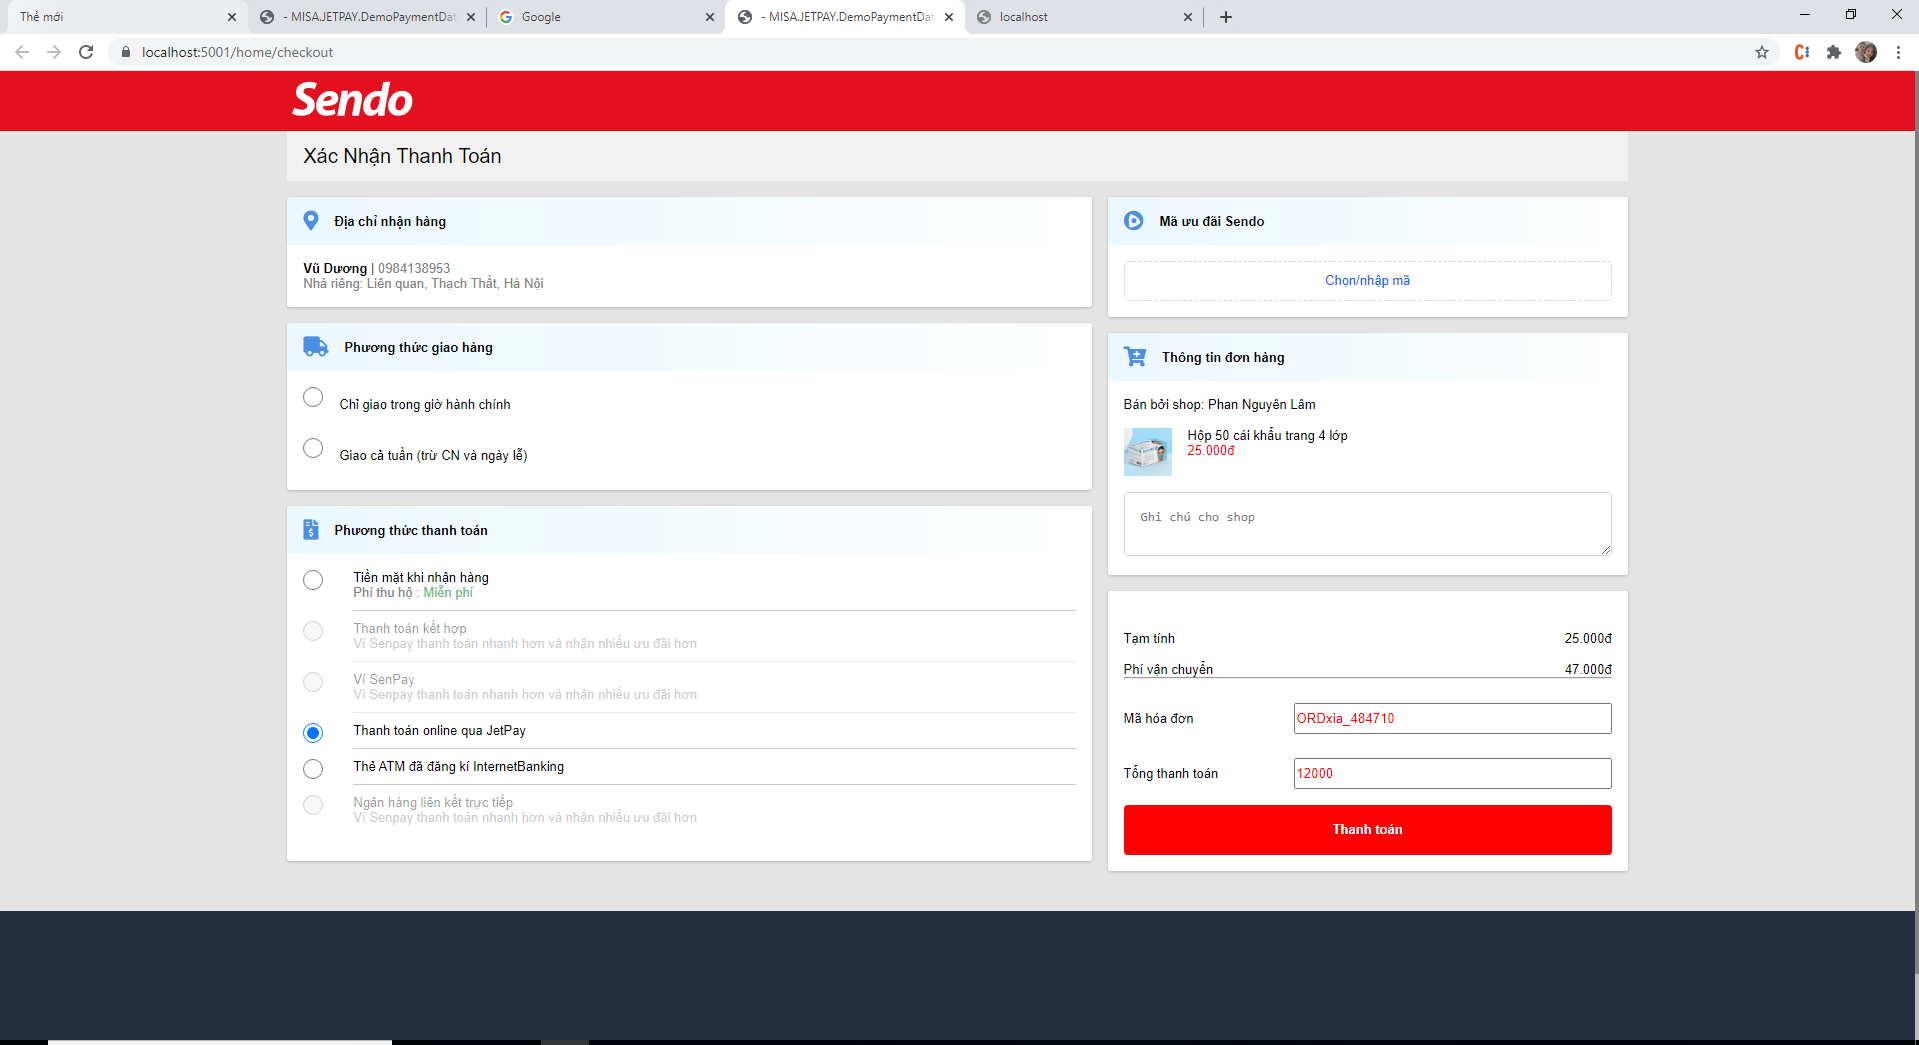 Thẻ mới
- MISAJETPAY.DemoPaymentDat
Google
- MISAJETPAY.DemoPaymentDat
localhost
localhost:5001/home/checkout
Sendo
Xác Nhận Thanh Toán
Địa chỉ nhận hàng
Vũ Dương | 0984138953
Nhà riêng: Liên quan, Thạch Thất, Hà Nội
Phương thức giao hàng
Chỉ giao trong giờ hành chính
Giao cả tuần (trừ CN và ngày lễ)
Phương thức thanh toán
Tiền mặt khi nhận hàng
Phí thu hộ : Miễn phí
Thanh toán kết hợp
Ví Senpay thanh toán nhanh hơn và nhận nhiều ưu đãi hơn
Ví SenPay
Ví Senpay thanh toán nhanh hơn và nhận nhiều ưu đãi hơn
Thanh toán online qua JetPay
Thẻ ATM đã đăng kí InternetBanking
Ngân hàng liên kết trực tiếp
Ví Senpay thanh toán nhanh hơn và nhận nhiều ưu đãi hơn
Mã ưu đãi Sendo
Chọn/nhập mã
Thông tin đơn hàng
Bán bởi shop: Phan Nguyên Lâm
Hộp 50 cái khẩu trang 4 lớp
25.000đ
Ghi chú cho shop
Tạm tính 25.000đ
Phí vận chuyển 47.000đ
Mã hóa đơn ORDxia_484710
Tổng thanh toán 12000
Thanh toán